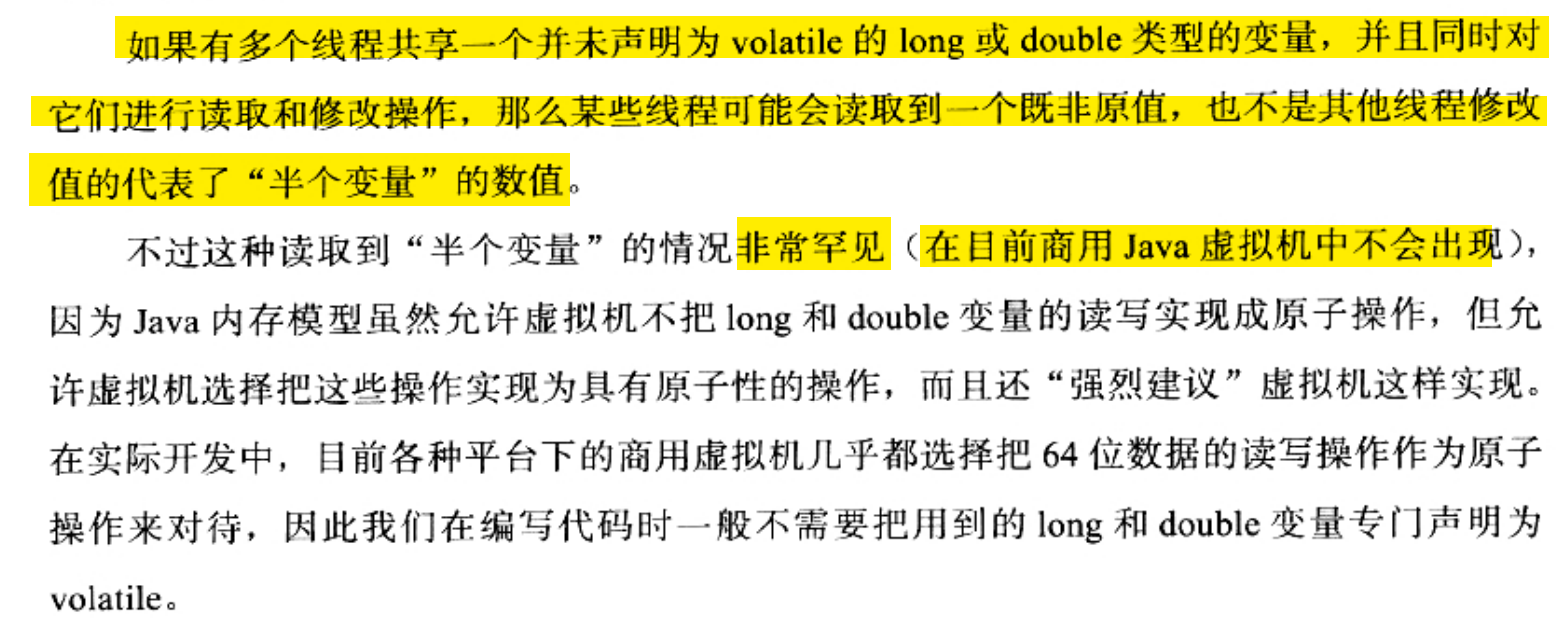 如果有多个线程共享一个并未声明为 volatile 的 long 或 double 类型的变量，并且同时对
它们进行读取和修改操作，那么某些线程可能会读取到一个既非原值，也不是其他线程修改
值的代表了“半个变量”的数值。
不过这种读取到“半个变量”的情况非常罕见（在目前商用 Java 虚拟机中不会出现），
因为 Java 内存模型虽然允许虚拟机不把 long 和 double 变量的读写实现成原子操作，但允
许虚拟机选择把这些操作实现为具有原子性的操作，而且还“强烈建议”虚拟机这样实现。
在实际开发中，目前各种平台下的商用虚拟机几乎都选择把 64 位数据的读写操作作为原子
操作来对待，因此我们在编写代码时一般不需要把用到的 long 和 double 变量专门声明为
volatile。